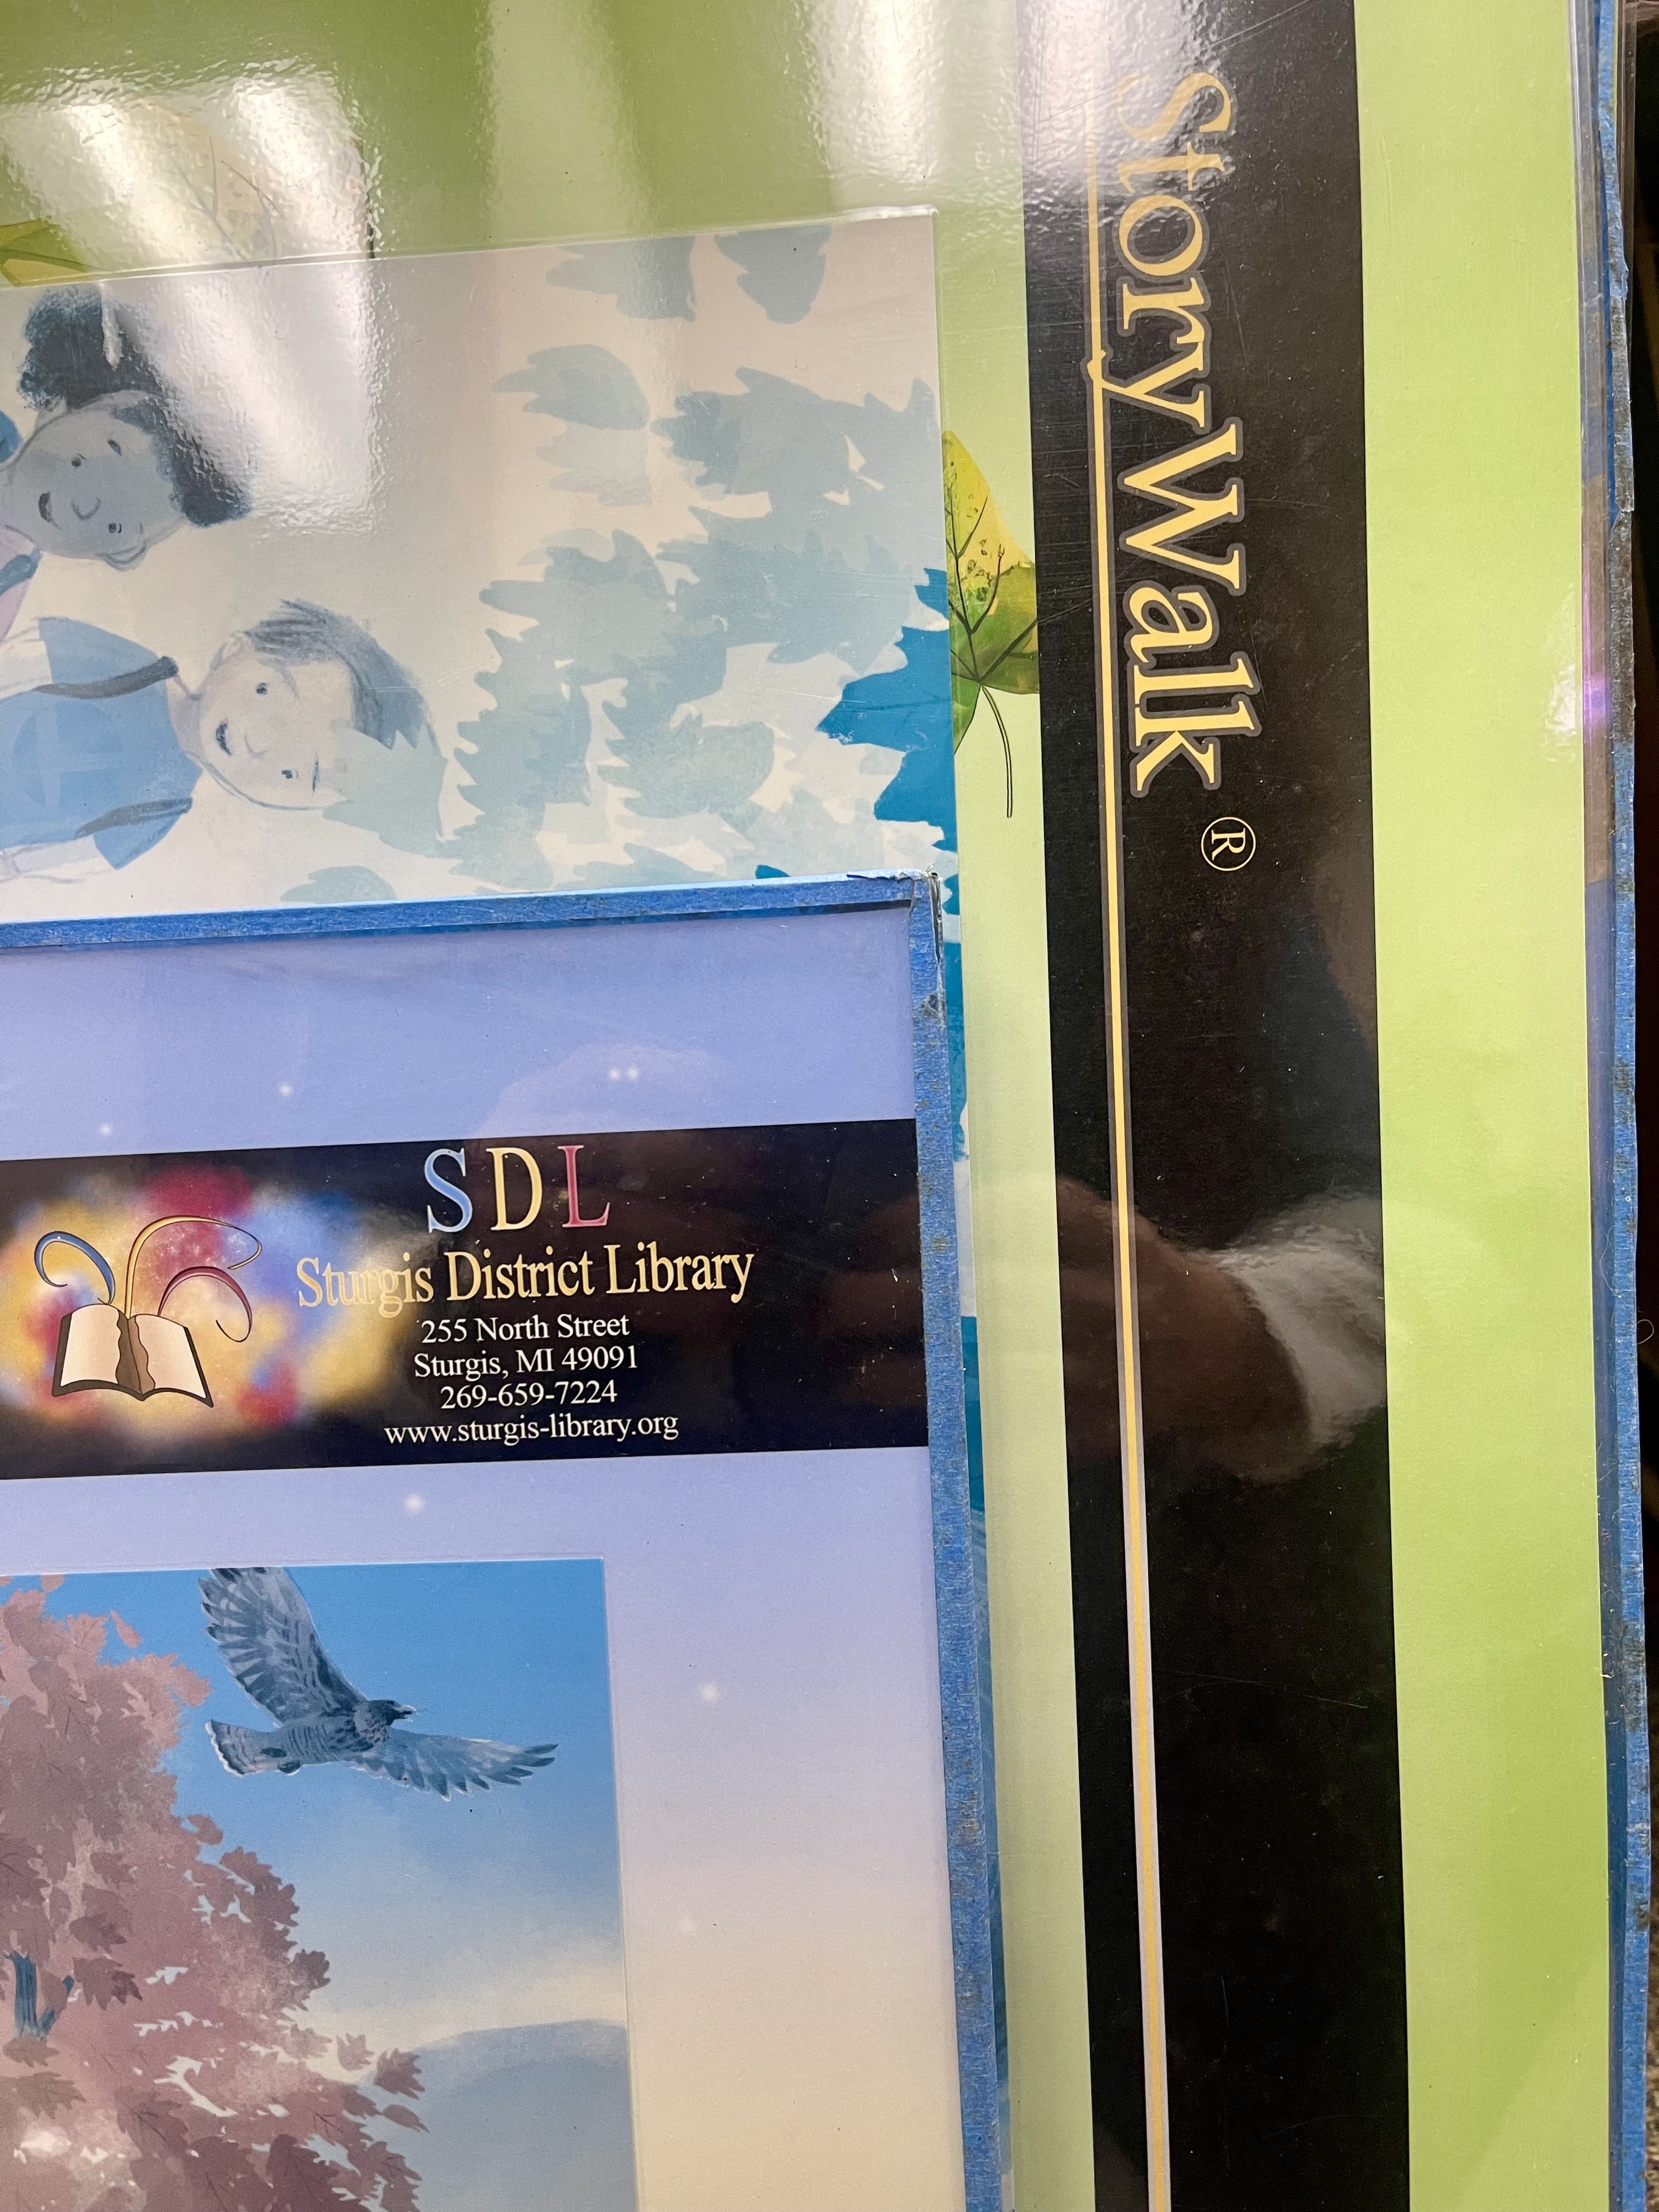 StoryWalk ®
SDL
Sturgis District Library
255 North Street
Sturgis, MI 49091
269-659-7224
www.sturgis-library.org